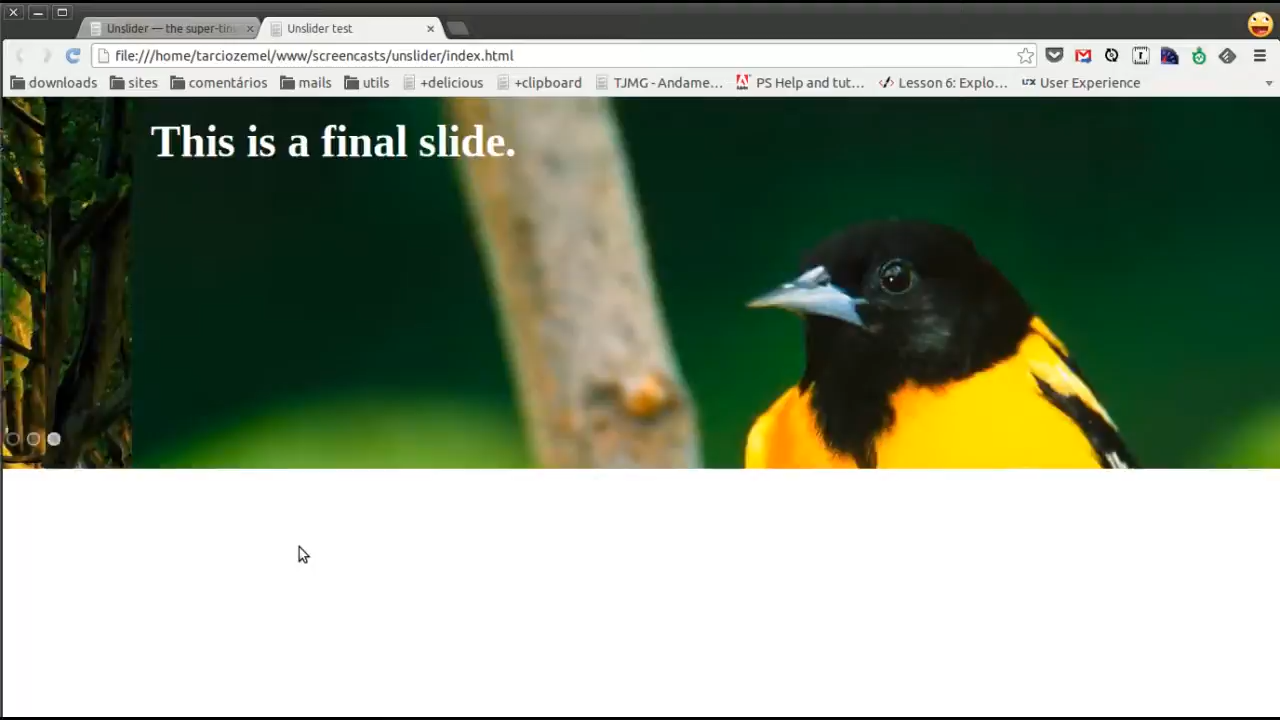 Unslider — the super-tin
Unslider test
file:///home/tarciozemel/www/screencasts/unslider/index.html
downloads sites comentários mails utils +delicious +clipboard TJMG - Andame... PS Help and tut... Lesson 6: Explo... UX User Experience
This is a final slide.